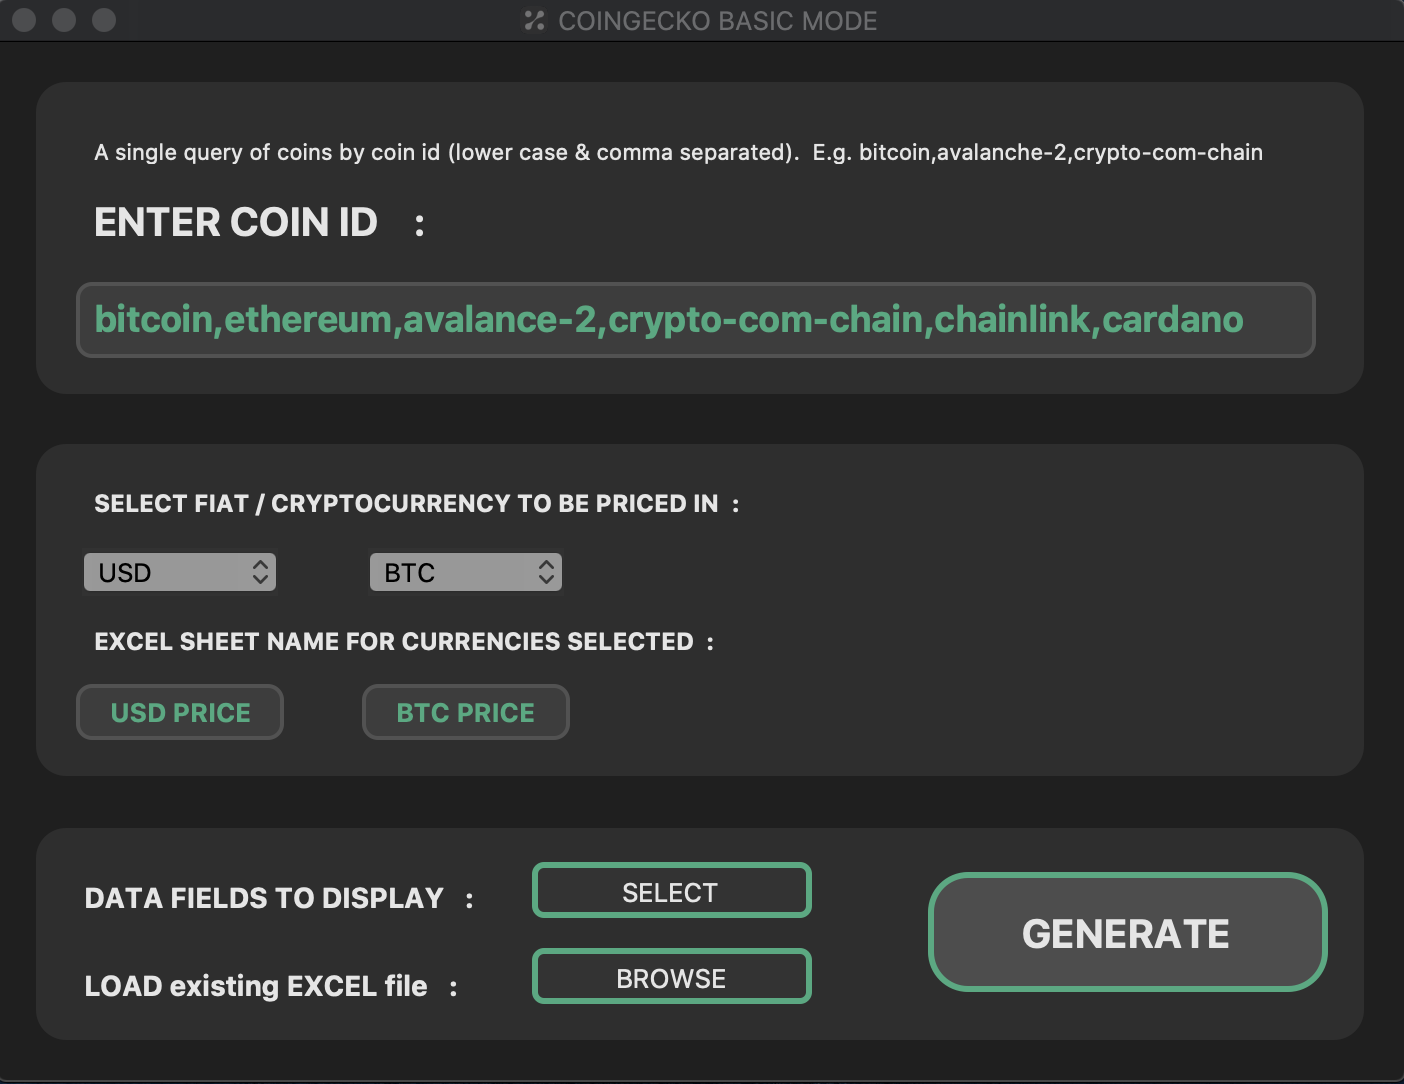 COINGECKO BASIC MODE
A single query of coins by coin id (lower case & comma separated).  E.g. bitcoin,avalanche-2,crypto-com-chain
ENTER COIN ID :
bitcoin,ethereum,avalance-2,crypto-com-chain,chainlink,cardano
SELECT FIAT / CRYPTOCURRENCY TO BE PRICED IN :
USD BTC
EXCEL SHEET NAME FOR CURRENCIES SELECTED :
USD PRICE BTC PRICE
DATA FIELDS TO DISPLAY : SELECT
GENERATE
LOAD existing EXCEL file : BROWSE